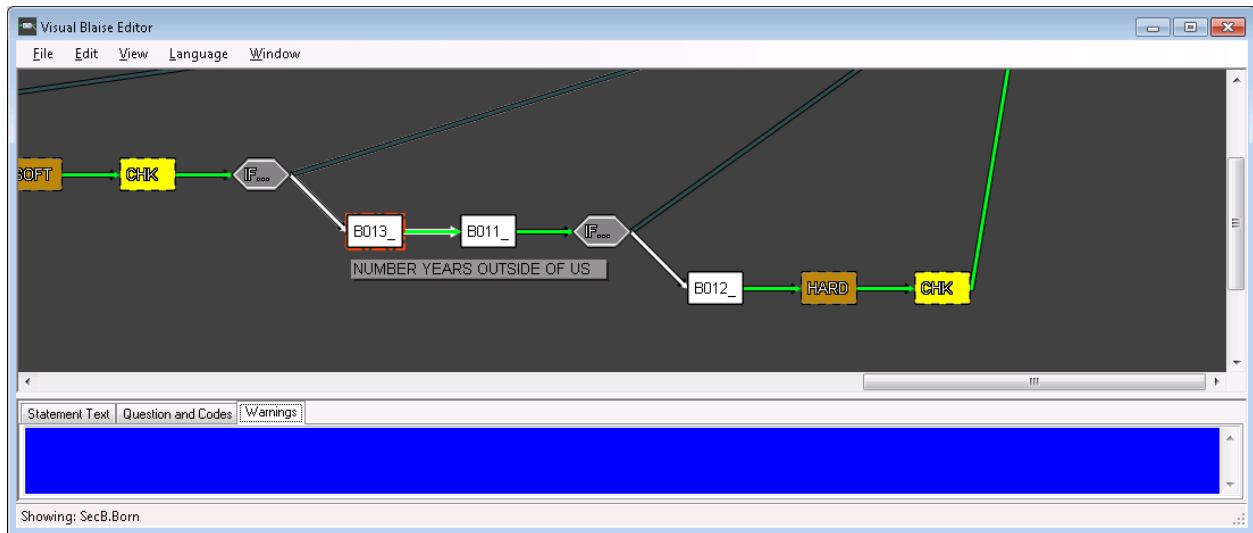 Visual Blaise Editor
File Edit View Language Window
SOFT CHK IF...
B013_ B011_ IF...
NUMBER YEARS OUTSIDE OF US
B012_ HARD CHK
Statement Text Question and Codes Warnings
Showing: SecB.Born